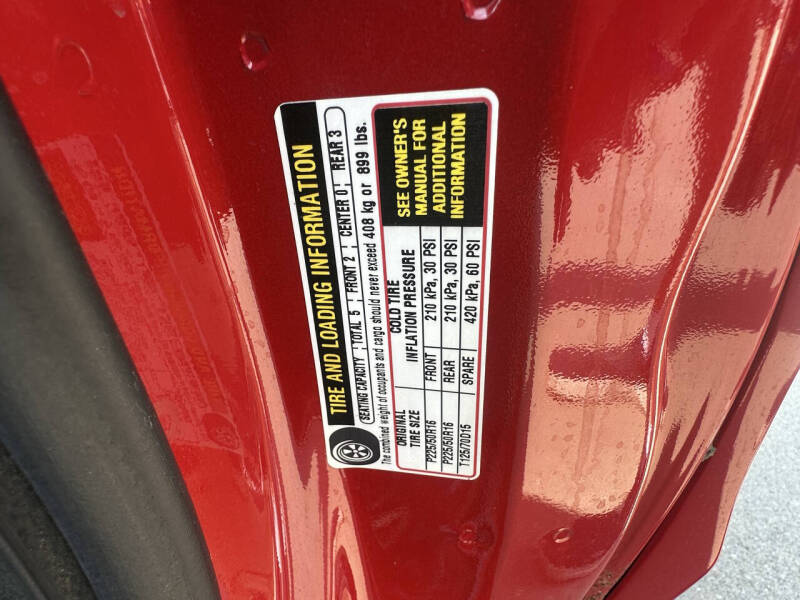 TIRE AND LOADING INFORMATION
SEATING CAPACITY TOTAL 5 FRONT 2 CENTER 0 REAR 3
The combined weight of occupants and cargo should never exceed 408 kg or 899 lbs.
ORIGINAL TIRE SIZE COLD TIRE INFLATION PRESSURE
P225/50R16 FRONT 210 kPa, 30 PSI
P225/50R16 REAR 210 kPa, 30 PSI
T125/70D15 SPARE 420 kPa, 60 PSI
SEE OWNER'S
MANUAL FOR
ADDITIONAL
INFORMATION